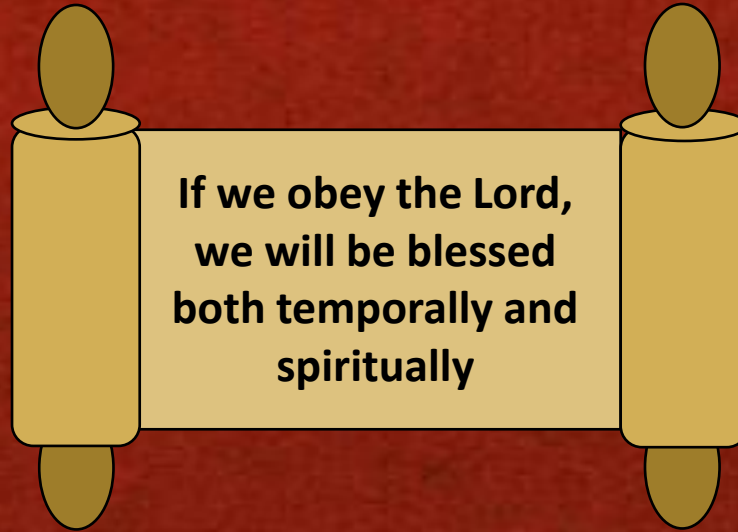 If we obey the Lord,
we will be blessed
both temporally and
spiritually